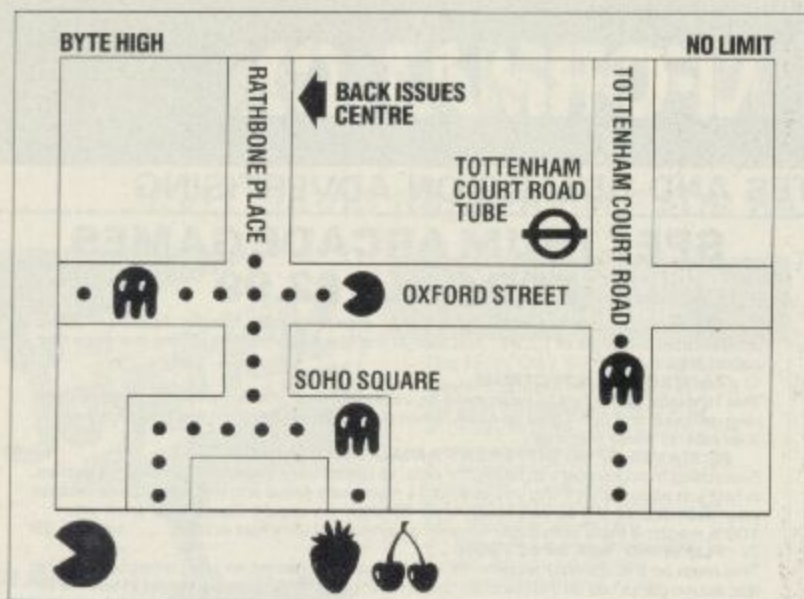 BYTE HIGH
NO LIMIT
RATHBONE PLACE
BACK ISSUES
CENTRE
TOTTENHAM
COURT ROAD
TUBE
TOTTENHAM COURT ROAD
OXFORD STREET
SOHO SQUARE